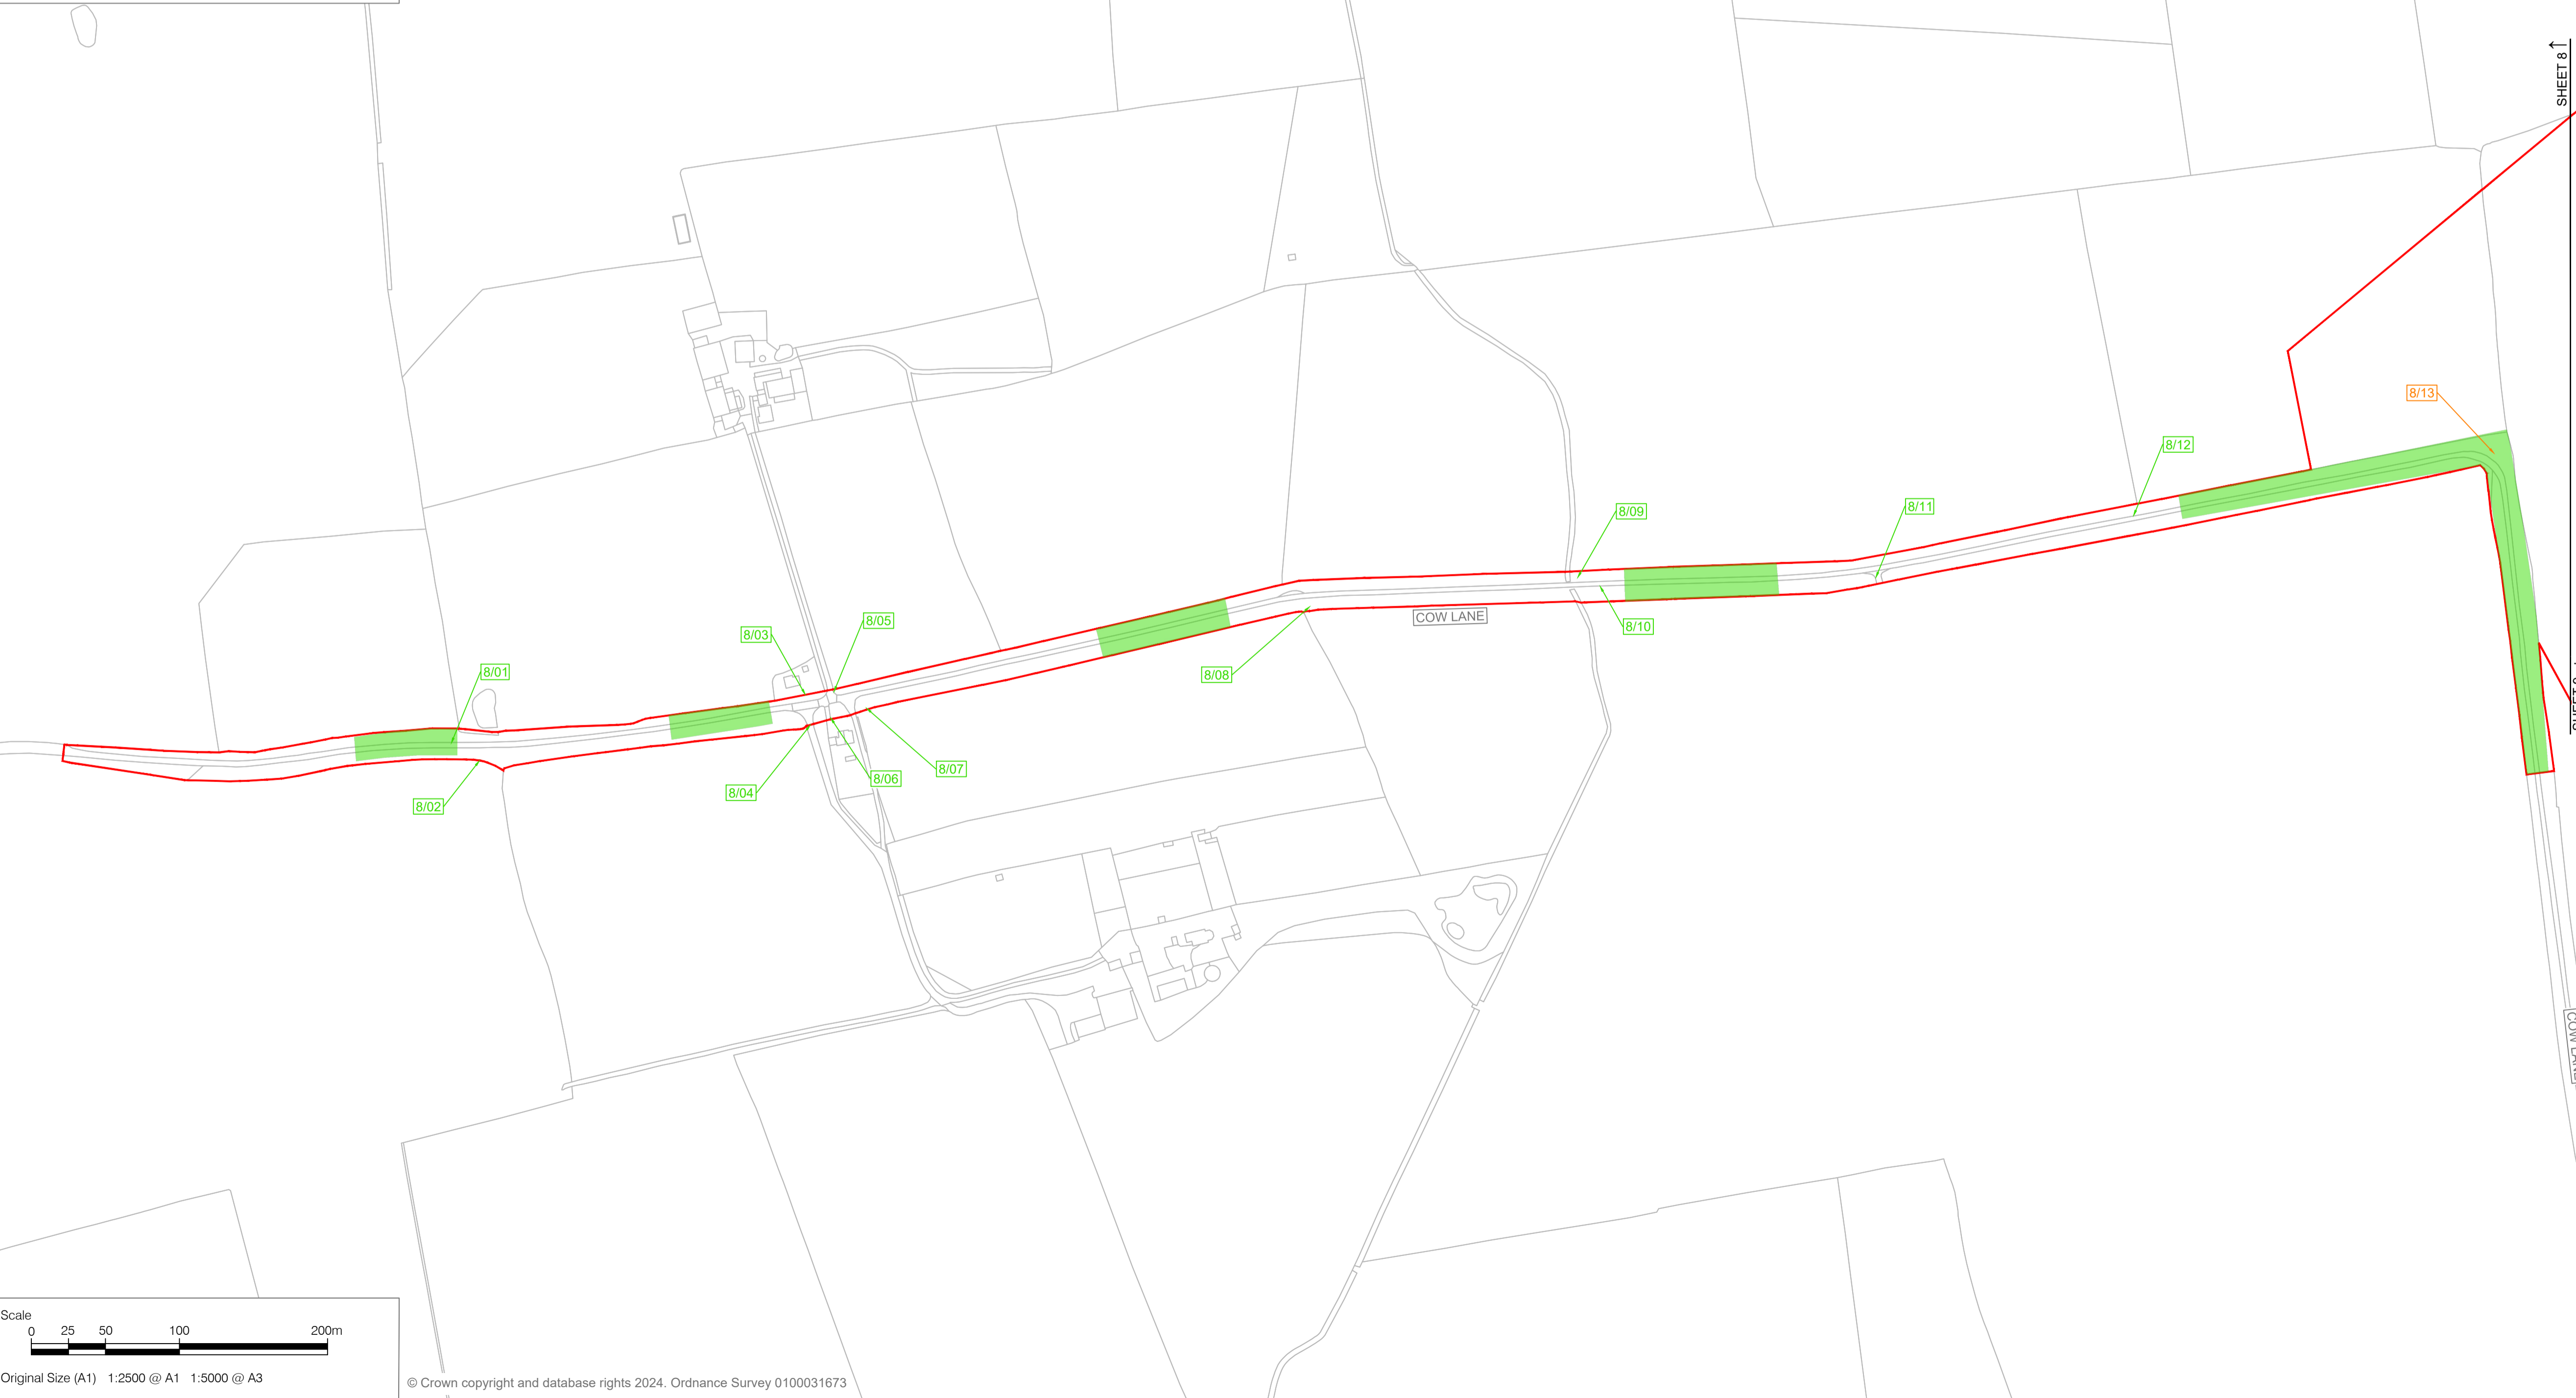 SHEET 8 ↑
8/13
8/12
8/11
8/09
8/10
COW LANE
8/05
8/03
8/08
8/01
8/07
8/06
8/04
8/02
COW LANE
Scale
0 25 50 100 200m
Original Size (A1) 1:2500 @ A1 1:5000 @ A3
© Crown copyright and database rights 2024. Ordnance Survey 0100031673